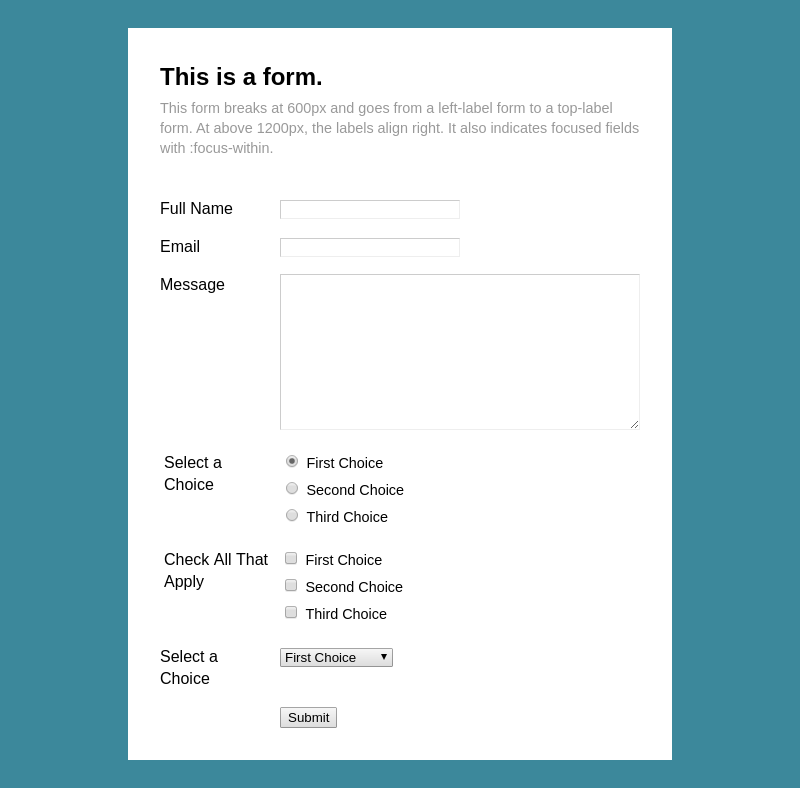 This is a form.
This form breaks at 600px and goes from a left-label form to a top-label
form. At above 1200px, the labels align right. It also indicates focused fields
with :focus-within.
Full Name
Email
Message
Select a
Choice
First Choice
Second Choice
Third Choice
Check All That
Apply
First Choice
Second Choice
Third Choice
Select a
Choice
First Choice
Submit